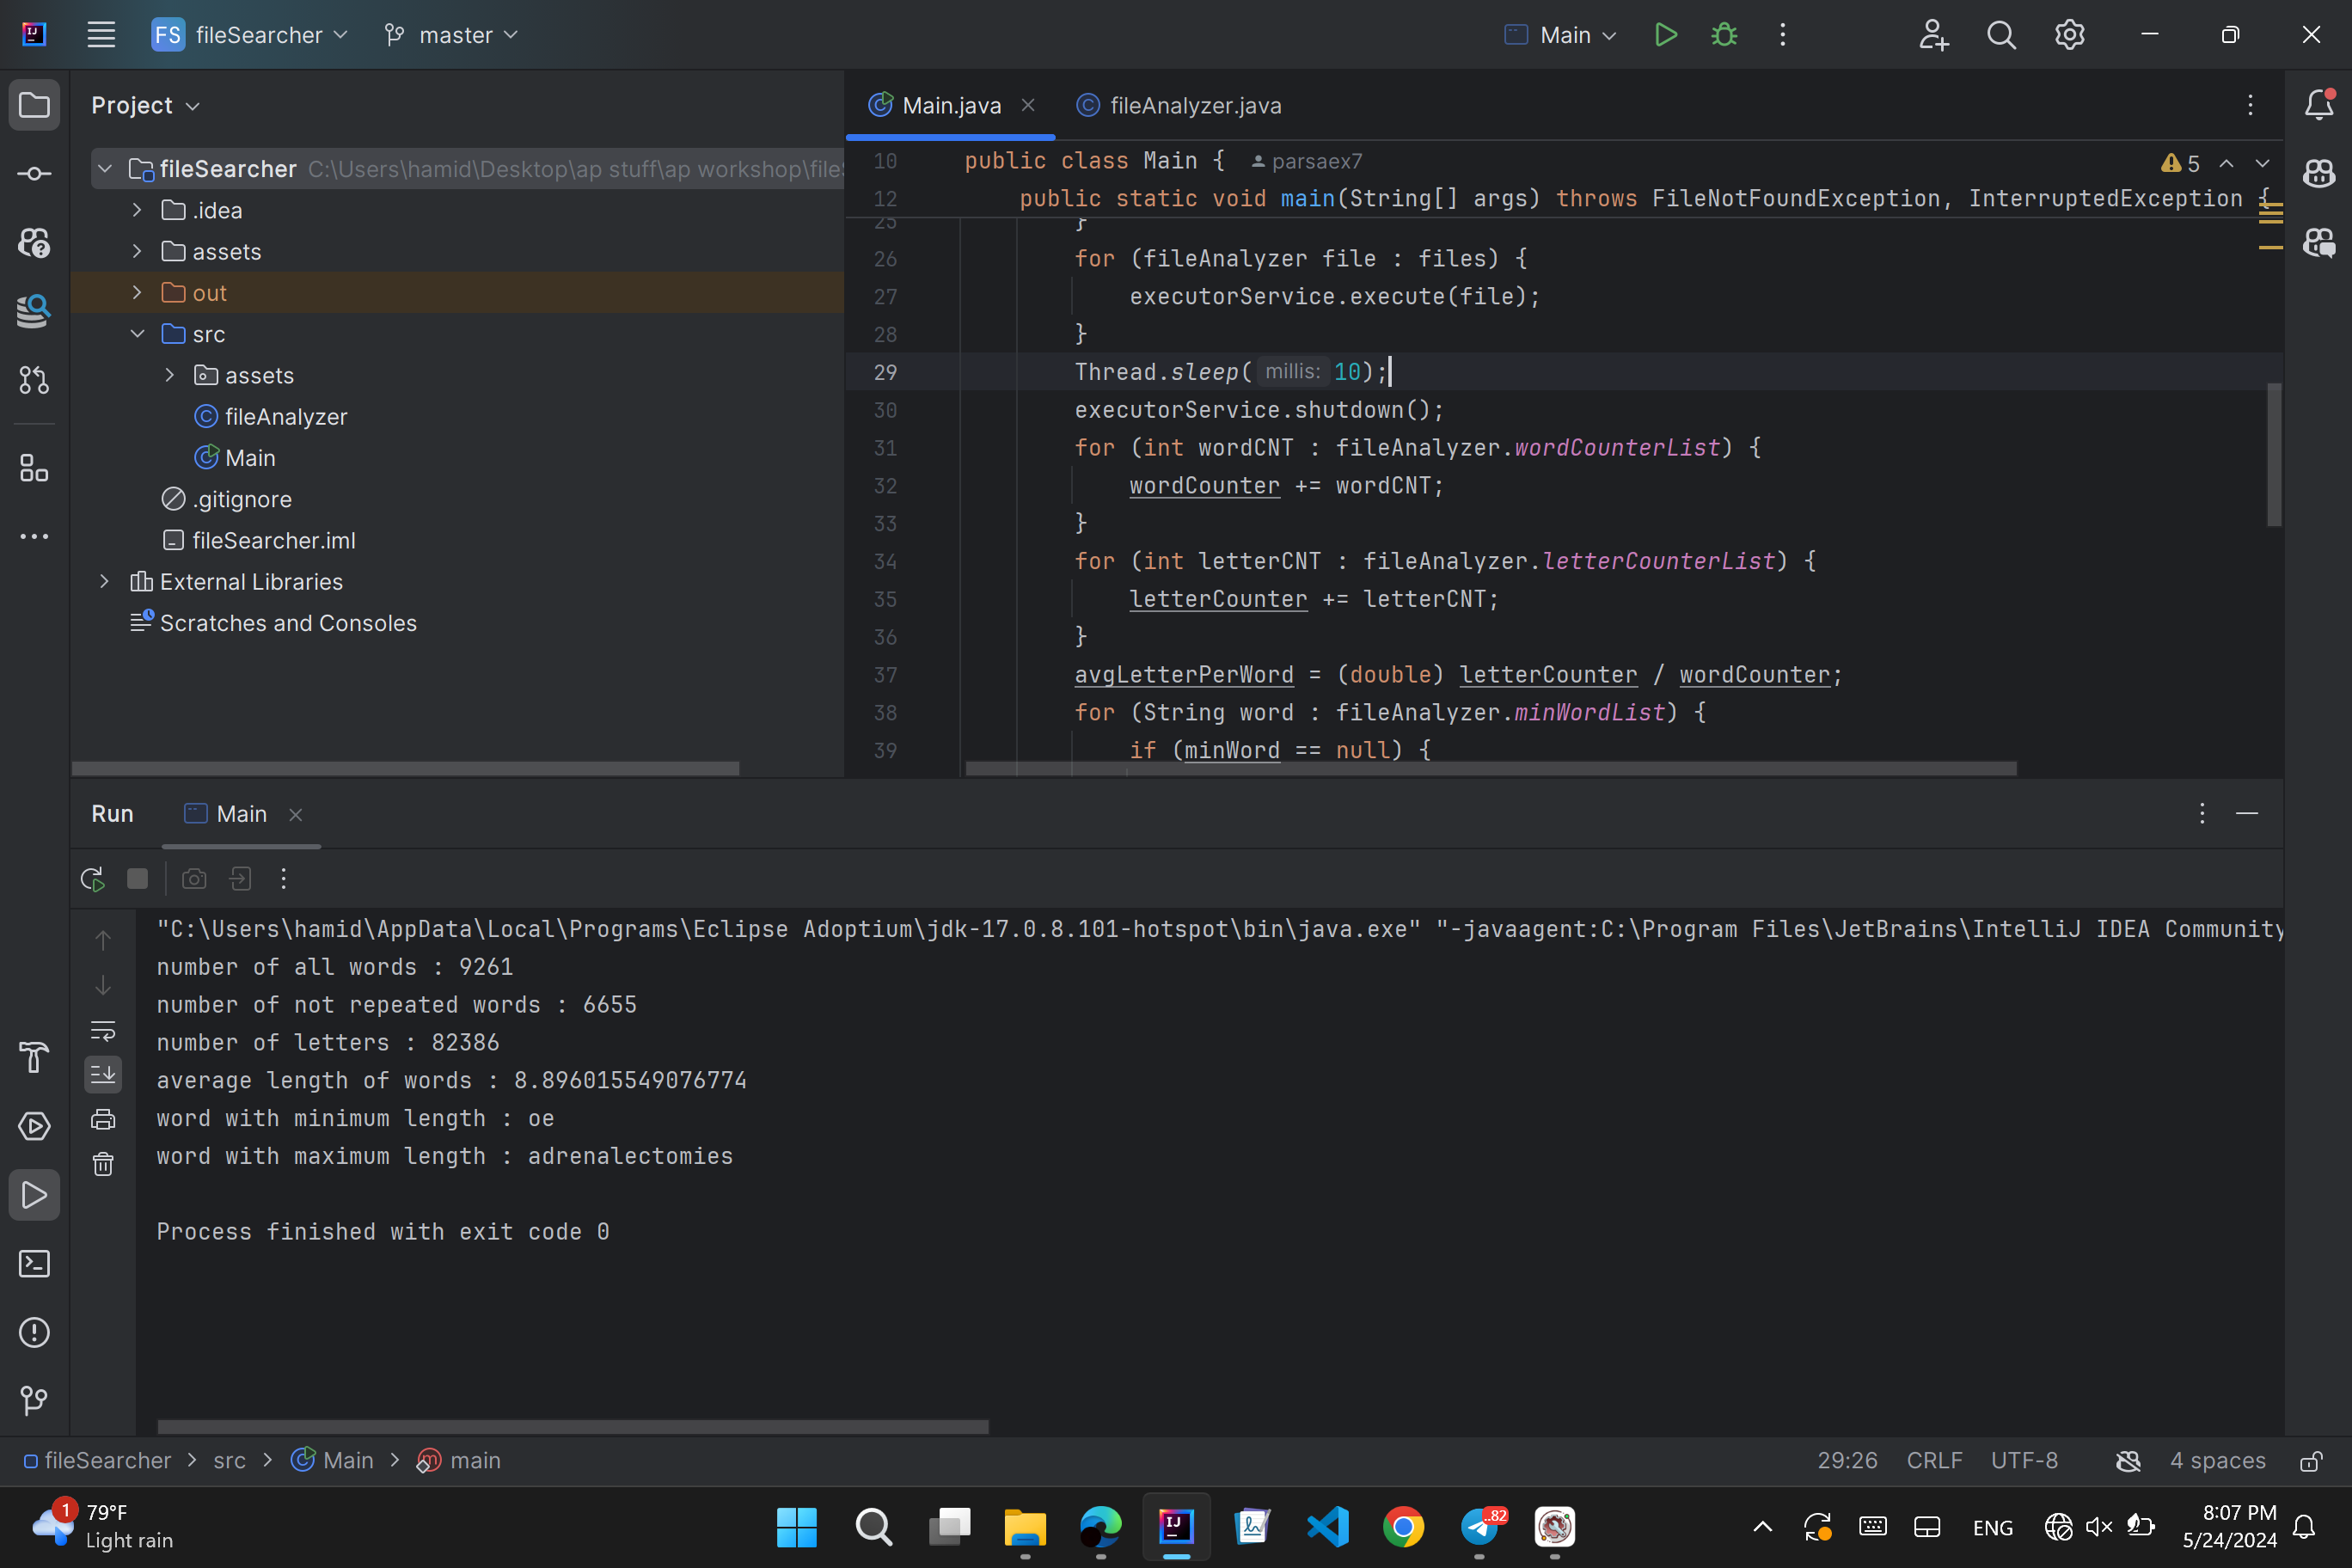 FS fileSearcher master Main
Project
Main.java fileAnalyzer.java
fileSearcher C:\Users\hamid\Desktop\ap stuff\ap workshop\file
.idea
assets
out
src
assets
fileAnalyzer
Main
.gitignore
fileSearcher.iml
External Libraries
Scratches and Consoles
10 public class Main { parsaex7
5
12 public static void main(String[] args) throws FileNotFoundException, InterruptedException {
25 }
26 for (fileAnalyzer file : files) {
27 executorService.execute(file);
28 }
29 Thread.sleep( millis: 10);
30 executorService.shutdown();
31 for (int wordCNT : fileAnalyzer.wordCounterList) {
32 wordCounter += wordCNT;
33 }
34 for (int letterCNT : fileAnalyzer.letterCounterList) {
35 letterCounter += letterCNT;
36 }
37 avgLetterPerWord = (double) letterCounter / wordCounter;
38 for (String word : fileAnalyzer.minWordList) {
39 if (minWord == null) {
Run Main
"C:\Users\hamid\AppData\Local\Programs\Eclipse Adoptium\jdk-17.0.8.101-hotspot\bin\java.exe" "-javaagent:C:\Program Files\JetBrains\IntelliJ IDEA Community
number of all words : 9261
number of not repeated words : 6655
number of letters : 82386
average length of words : 8.896015549076774
word with minimum length : oe
word with maximum length : adrenalectomies
Process finished with exit code 0
fileSearcher > src > Main > main
29:26 CRLF UTF-8 4 spaces
1
79°F
Light rain
IJ
..82
ENG
8:07 PM
5/24/2024